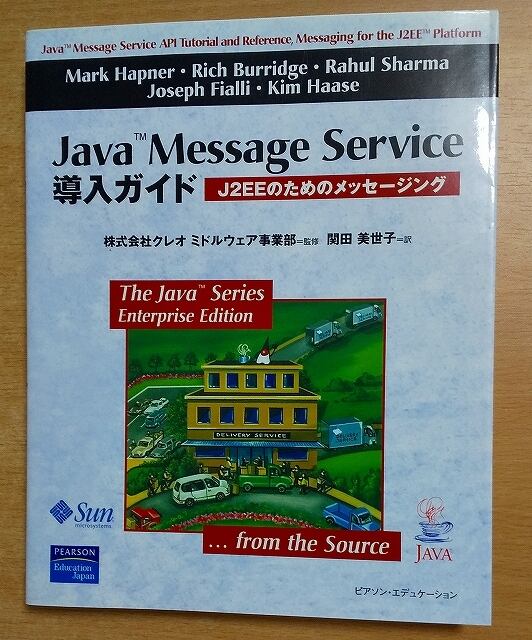 Java™ Message Service API Tutorial and Reference, Messaging for the J2EE™ Platform
Mark Hapner · Rich Burridge · Rahul Sharma
Joseph Fialli · Kim Haase
Java™ Message Service
導入ガイド J2EEのためのメッセージング
株式会社クレオ ミドルウェア事業部=監修 関田 美世子=訳
The Java™ Series
Enterprise Edition
DELIVERY SERVICE
DELIVERY
Sun
microsystems
... from the Source
JAVA
PEARSON
Education
Japan
ピアソン・エデュケーション